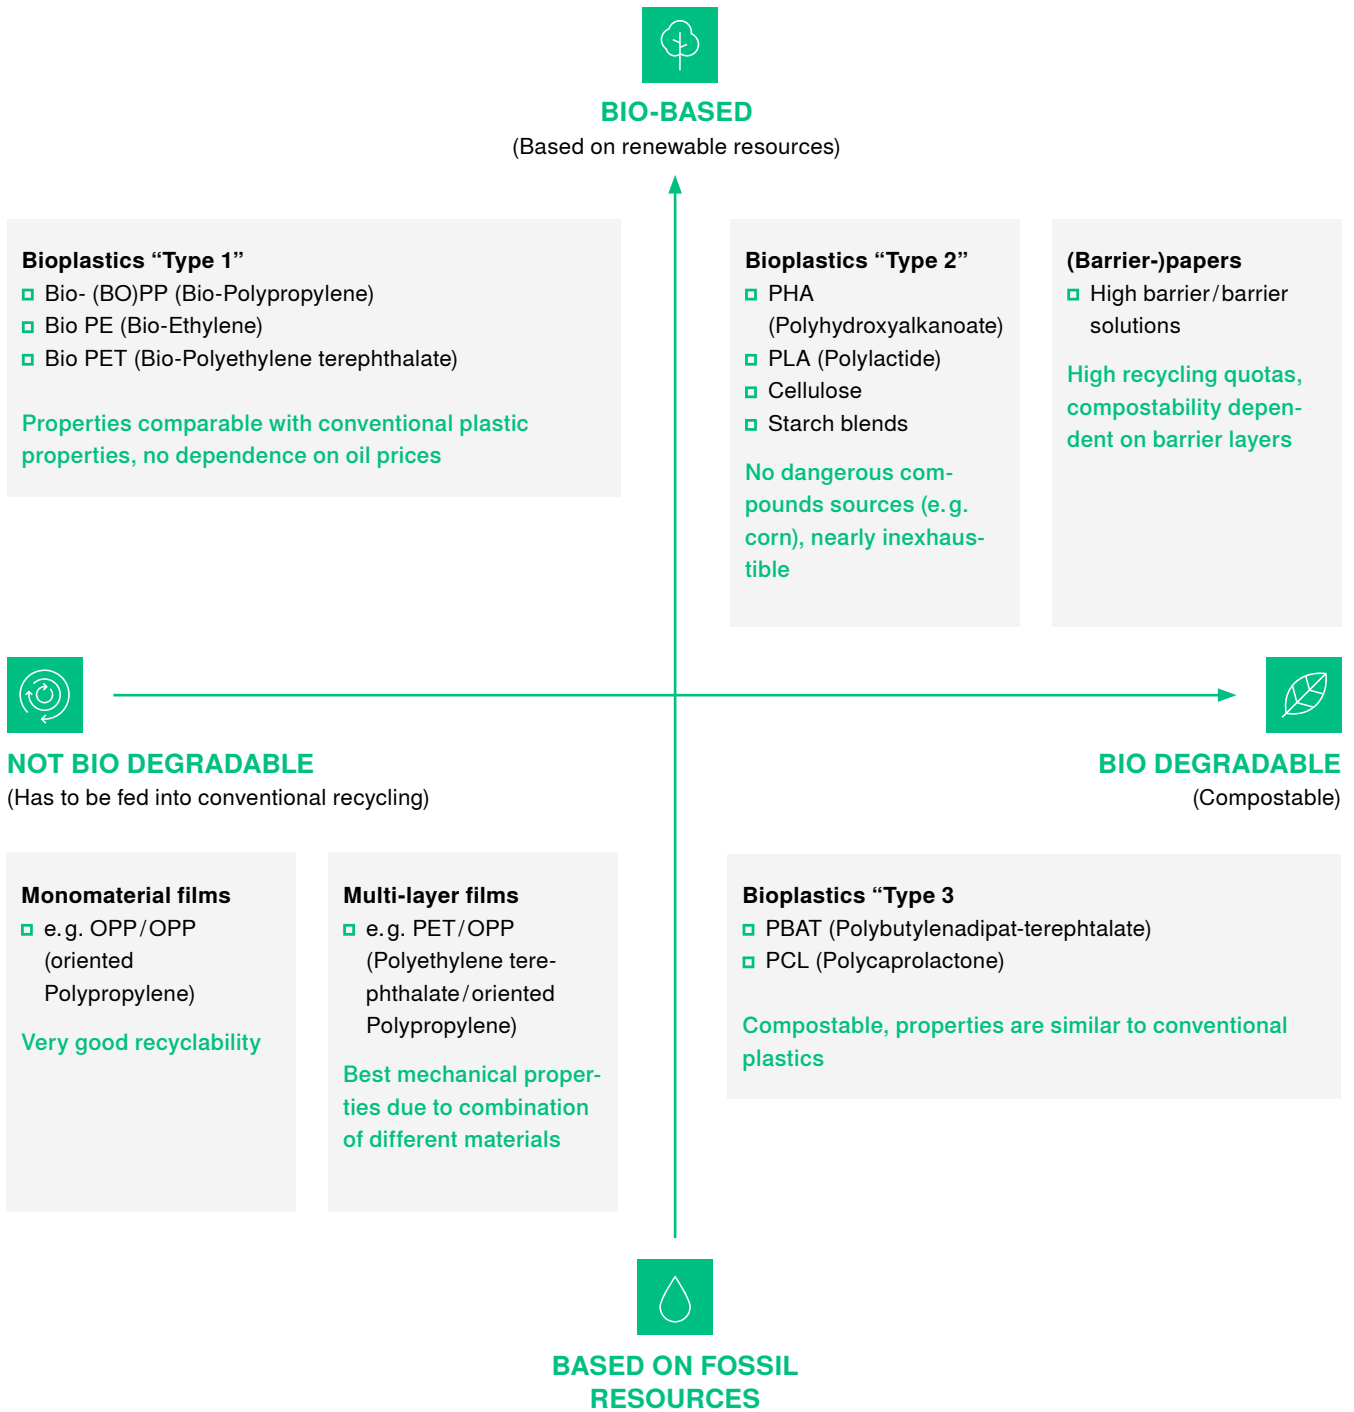 BIO-BASED
(Based on renewable resources)
Bioplastics “Type 1”
Bio- (BO)PP (Bio-Polypropylene)
Bio PE (Bio-Ethylene)
Bio PET (Bio-Polyethylene terephthalate)
Properties comparable with conventional plastic
properties, no dependence on oil prices
Bioplastics “Type 2”
PHA
(Polyhydroxyalkanoate)
PLA (Polylactide)
Cellulose
Starch blends
No dangerous com-
pounds sources (e. g.
corn), nearly inexhaus-
tible
(Barrier-)papers
High barrier / barrier
solutions
High recycling quotas,
compostability depen-
dent on barrier layers
NOT BIO DEGRADABLE
(Has to be fed into conventional recycling)
BIO DEGRADABLE
(Compostable)
Monomaterial films
e. g. OPP / OPP
(oriented
Polypropylene)
Very good recyclability
Multi-layer films
e. g. PET / OPP
(Polyethylene tere-
phthalate / oriented
Polypropylene)
Best mechanical proper-
ties due to combination
of different materials
Bioplastics “Type 3
PBAT (Polybutylenadipat-terephtalate)
PCL (Polycaprolactone)
Compostable, properties are similar to conventional
plastics
BASED ON FOSSIL
RESOURCES